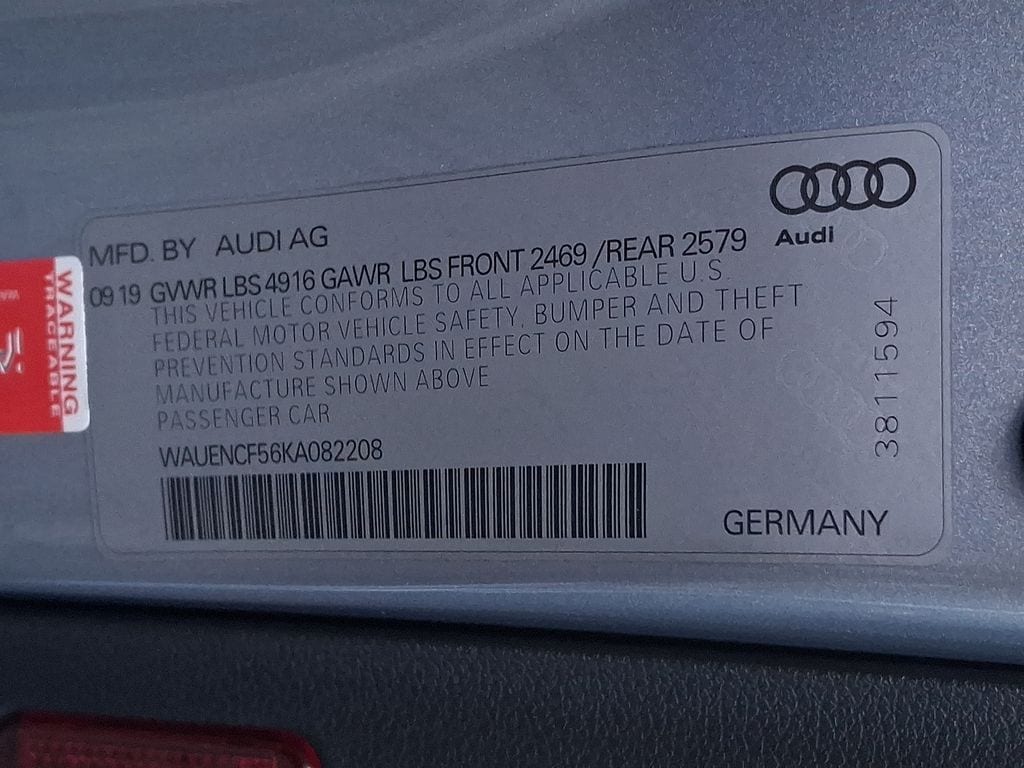 MFD. BY AUDI AG
Audi
09 19 GVWR LBS 4916 GAWR LBS FRONT 2469 /REAR 2579
THIS VEHICLE CONFORMS TO ALL APPLICABLE U.S.
FEDERAL MOTOR VEHICLE SAFETY, BUMPER AND THEFT
PREVENTION STANDARDS IN EFFECT ON THE DATE OF
MANUFACTURE SHOWN ABOVE
PASSENGER CAR
WAUENCF56KA082208
GERMANY
3811594
WARNING
TRACEABLE